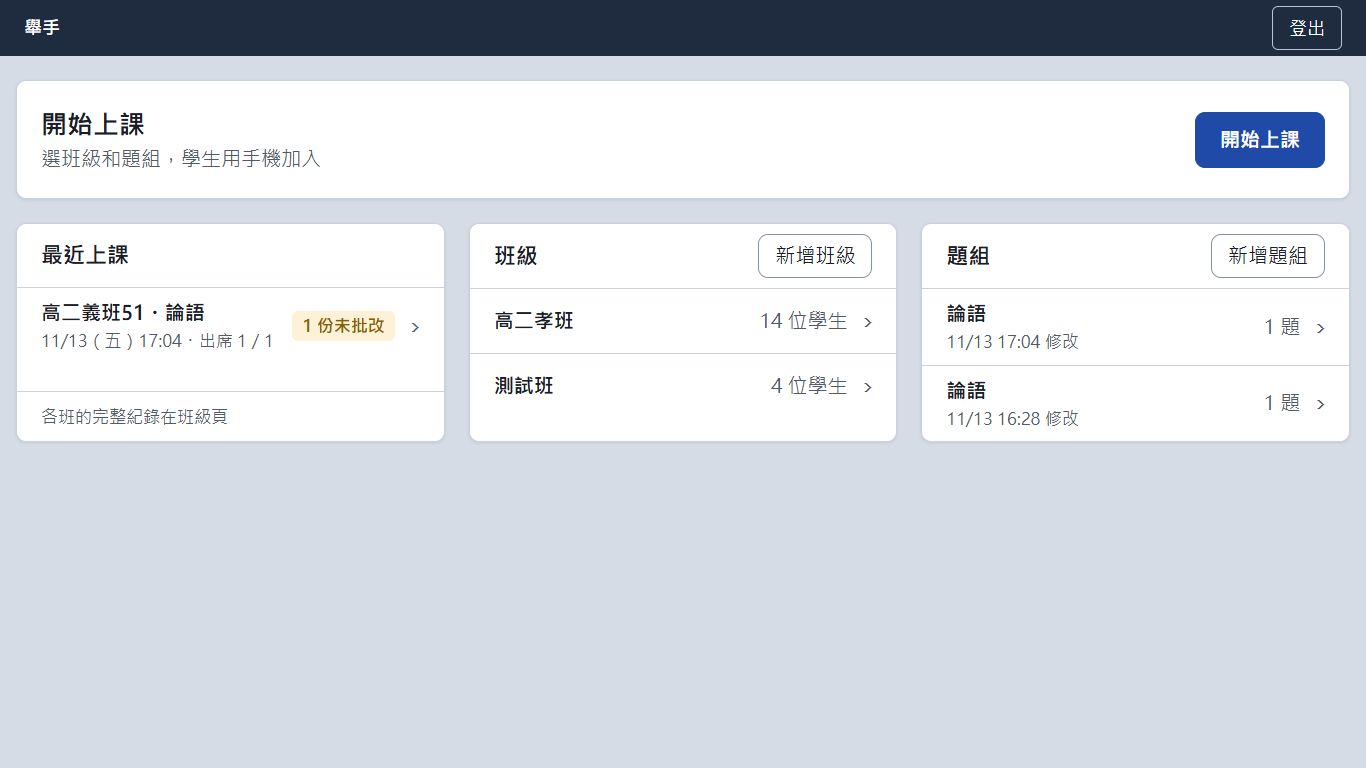 舉手
登出
開始上課
選班級和題組，學生用手機加入
開始上課
最近上課
高二義班51・論語
11/13（五）17:04・出席 1 / 1
1 份未批改
各班的完整紀錄在班級頁
班級
新增班級
高二孝班
14 位學生
測試班
4 位學生
題組
新增題組
論語
11/13 17:04 修改
1 題
論語
11/13 16:28 修改
1 題